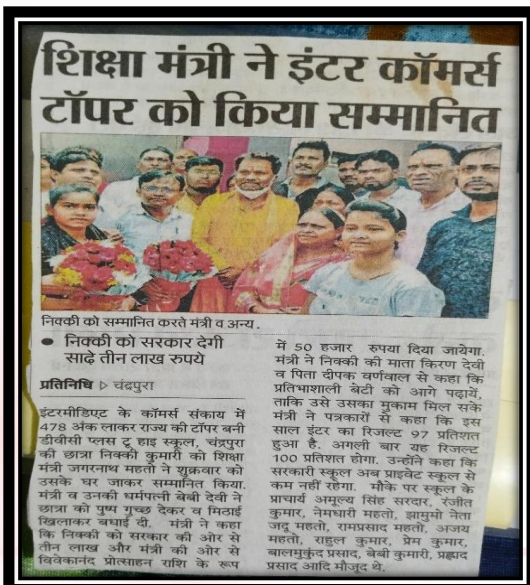 शिक्षा मंत्री ने इंटर कॉमर्स
टॉपर को किया सम्मानित
निक्की को सम्मानित करते मंत्री व अन्य.
● निक्की को सरकार देगी
साढ़े तीन लाख रुपये
प्रतिनिधि ▷ चंद्रपुरा
इंटरमीडिएट के कॉमर्स संकाय में
478 अंक लाकर राज्य की टॉपर बनी
डीवीसी प्लस टू हाइ स्कूल, चंद्रपुरा
की छात्रा निक्की कुमारी को शिक्षा
मंत्री जगरनाथ महतो ने शुक्रवार को
उसके घर जाकर सम्मानित किया.
मंत्री व उनकी धर्मपत्नी बेबी देवी ने
छात्रा को पुष्प गुच्छ देकर व मिठाई
खिलाकर बधाई दी. मंत्री ने कहा
कि निक्की को सरकार की ओर से
तीन लाख और मंत्री की ओर से
विवेकानंद प्रोत्साहन राशि के रूप
में 50 हजार रुपया दिया जायेगा.
मंत्री ने निक्की की माता किरण देवी
व पिता दीपक वर्णवाल से कहा कि
प्रतिभाशाली बेटी को आगे पढ़ायें,
ताकि उसे उसका मुकाम मिल सके
मंत्री ने पत्रकारों से कहा कि इस
साल इंटर का रिजल्ट 97 प्रतिशत
हुआ है. अगली बार यह रिजल्ट
100 प्रतिशत होगा. उन्होंने कहा कि
सरकारी स्कूल अब प्राइवेट स्कूल से
कम नहीं रहेगा. मौके पर स्कूल के
प्राचार्य अमूल्य सिंह सरदार, रंजीत
कुमार, नेमधारी महतो, झामुमो नेता
जदू महतो, रामप्रसाद महतो, अजय
महतो, राहुल कुमार, प्रेम कुमार,
बालमुकुंद प्रसाद, बेबी कुमारी, प्रह्लाद
प्रसाद आदि मौजूद थे.